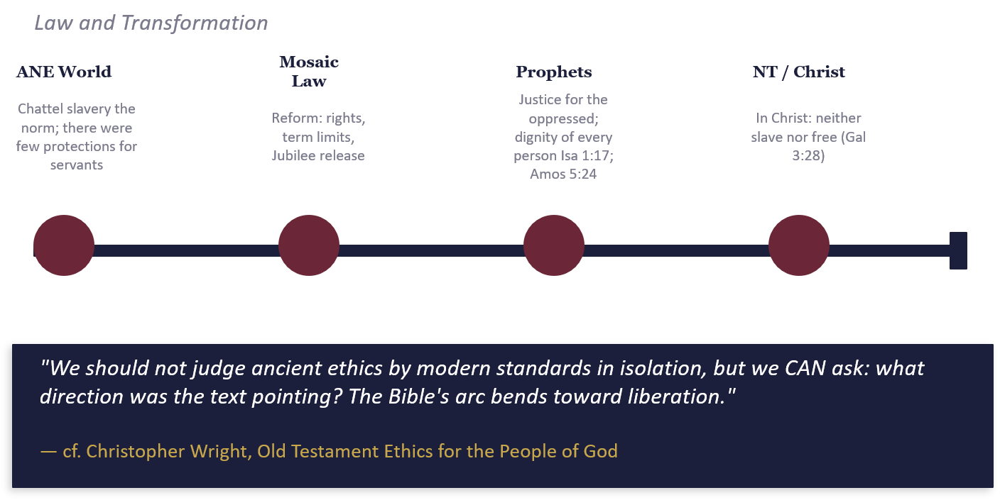 Law and Transformation
ANE World
Chattel slavery the
norm; there were
few protections for
servants
Mosaic
Law
Reform: rights,
term limits,
Jubilee release
Prophets
Justice for the
oppressed;
dignity of every
person Isa 1:17;
Amos 5:24
NT / Christ
In Christ: neither
slave nor free (Gal
3:28)
"We should not judge ancient ethics by modern standards in isolation, but we CAN ask: what
direction was the text pointing? The Bible's arc bends toward liberation."
— cf. Christopher Wright, Old Testament Ethics for the People of God